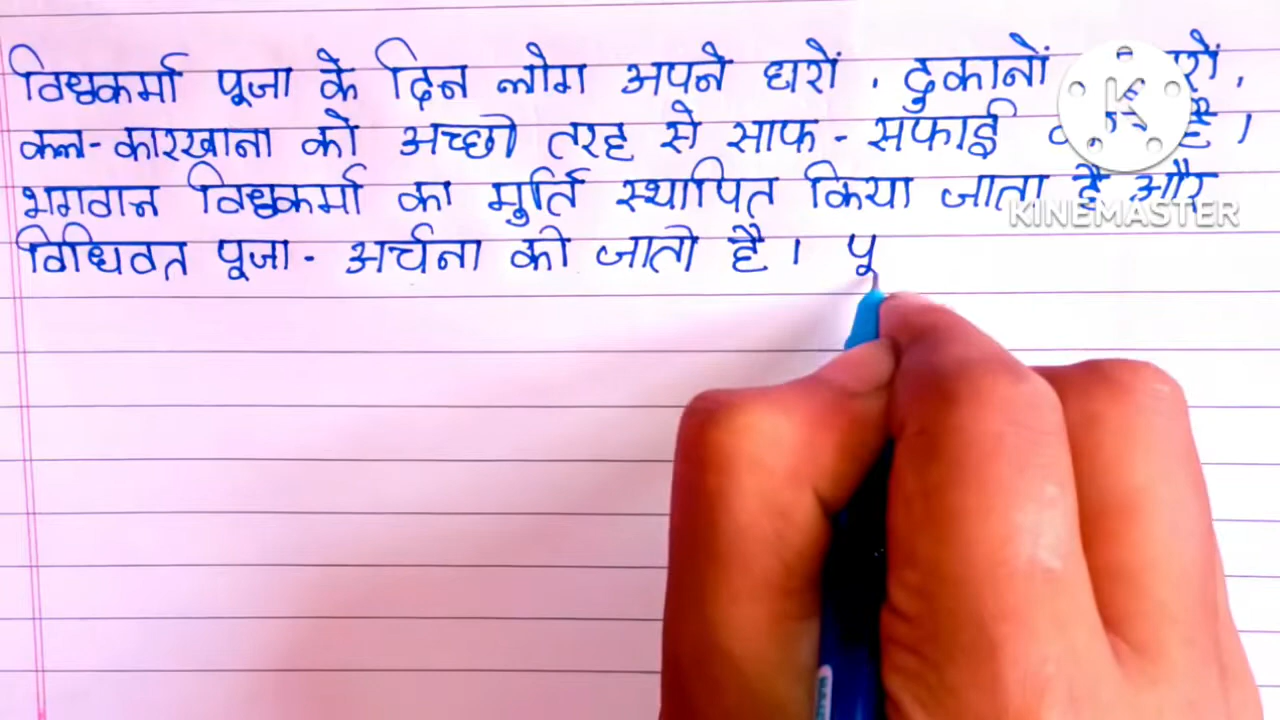 विश्वकर्मा पूजा के दिन लोग अपने घरों, दुकानों
कल-कारखाना को अच्छी तरह से साफ-सफाई है।
भगवान विश्वकर्मा का मुर्ति स्थापित किया जाता है और
विधिवत पूजा-अर्चना की जाती है। पू
K
KINEMASTER